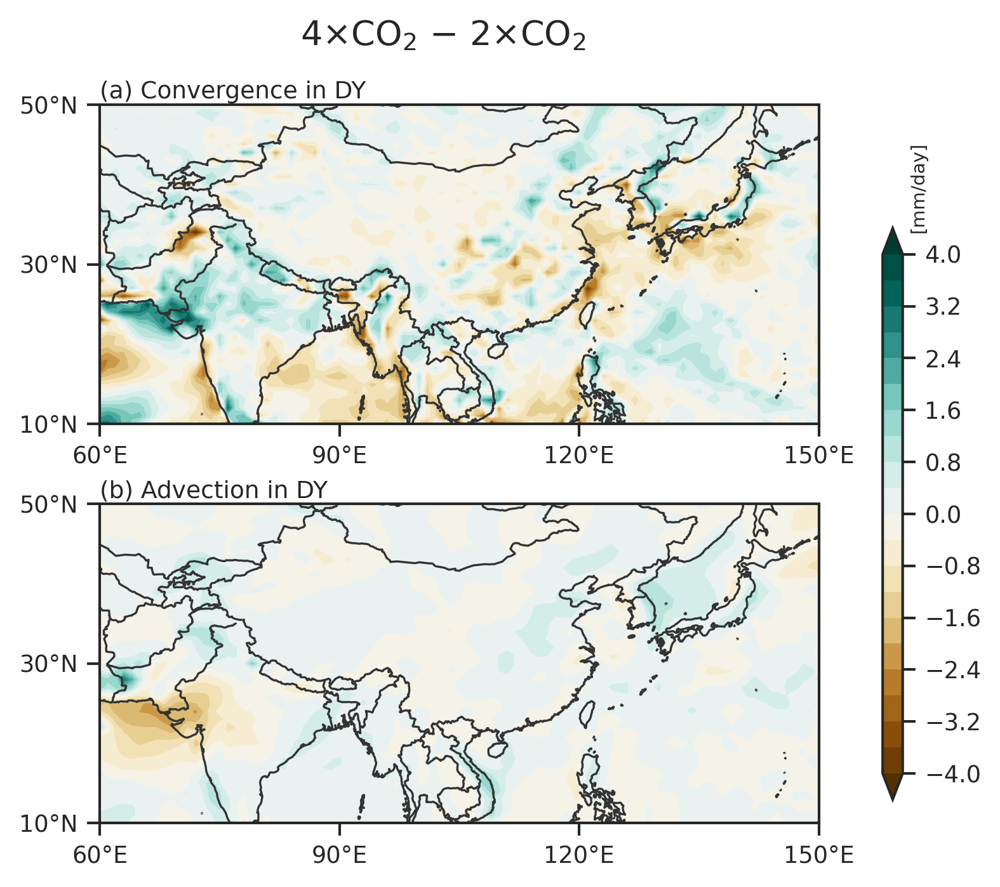 4×CO₂ − 2×CO₂
(a) Convergence in DY
50°N
30°N
10°N
60°E 90°E 120°E 150°E
(b) Advection in DY
50°N
30°N
10°N
60°E 90°E 120°E 150°E
[mm/day]
4.0
3.2
2.4
1.6
0.8
0.0
−0.8
−1.6
−2.4
−3.2
−4.0